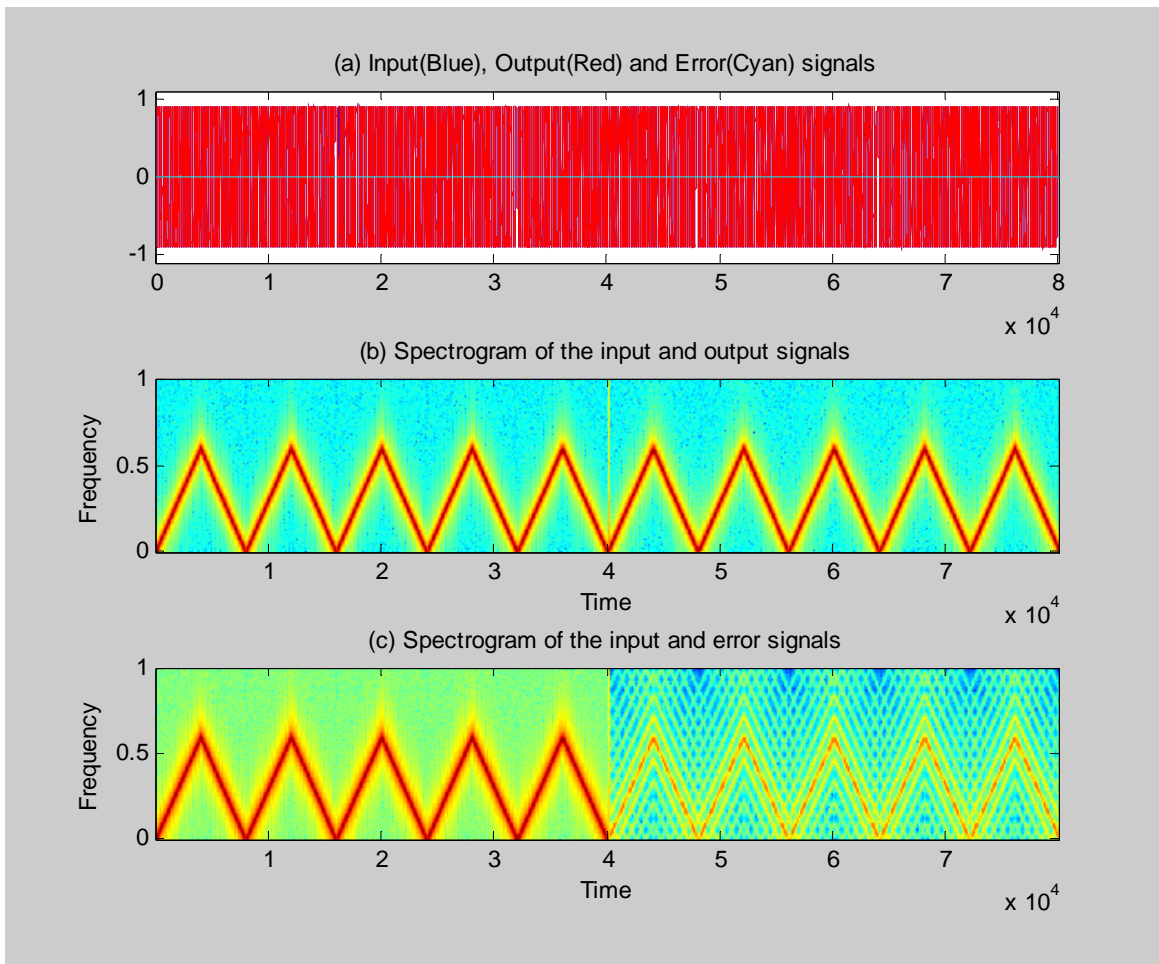 (a) Input(Blue), Output(Red) and Error(Cyan) signals
1
0
-1
0 1 2 3 4 5 6 7 8
x 10^4
(b) Spectrogram of the input and output signals
1
0.5
0
Frequency
1 2 3 4 5 6 7
Time
x 10^4
(c) Spectrogram of the input and error signals
1
0.5
0
Frequency
1 2 3 4 5 6 7
Time
x 10^4